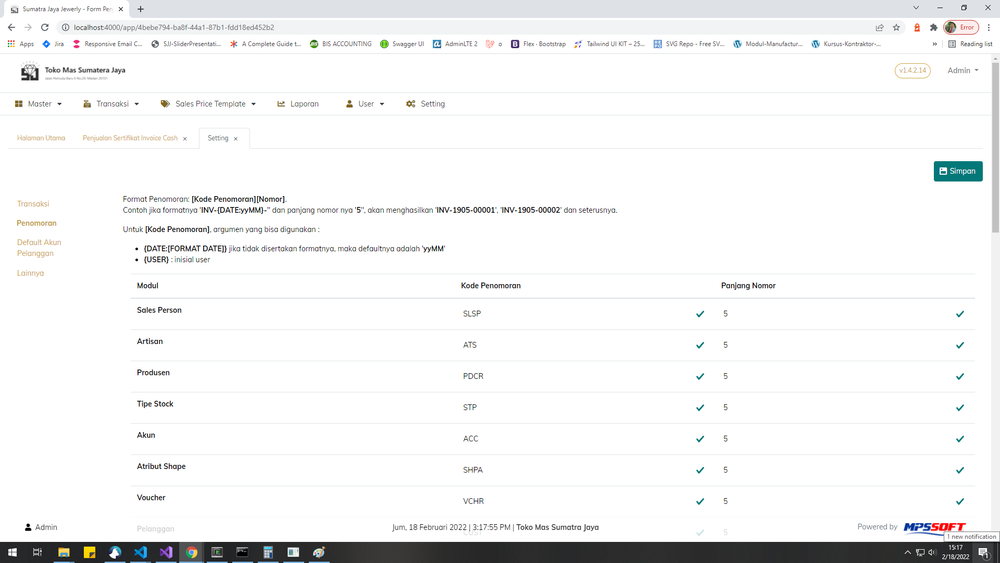 Sumatra Jaya Jewerly - Form Pen
localhost:4000/app/4bebe794-ba8f-44a1-87b1-fdd18ed452b2
Error
Apps
Jira
Responsive Email C...
SJJ-SliderPresentati...
A Complete Guide t...
BIS ACCOUNTING
Swagger UI
AdminLTE 2
o
Flex · Bootstrap
Tailwind UI KIT – 25...
SVG Repo - Free SV...
Modul-Manufactur...
Kursus-Kontraktor-...
»
Reading list
Toko Mas Sumatera Jaya
v1.4.2.14
Admin
Master
Transaksi
Sales Price Template
Laporan
User
Setting
Halaman Utama
Penjualan Sertifikat Invoice Cash ×
Setting ×
Simpan
Transaksi
Penomoran
Default Akun
Pelanggan
Lainnya
Format Penomoran: [Kode Penomoran][Nomor].
Contoh jika formatnya 'INV-{DATE:yyMM}-" dan panjang nomor nya '5", akan menghasilkan 'INV-1905-00001', 'INV-1905-00002' dan seterusnya.
Untuk [Kode Penomoran], argumen yang bisa digunakan :
• {DATE:[FORMAT DATE]} jika tidak disertakan formatnya, maka defaultnya adalah 'yyMM'
• {USER} : inisial user
Modul Kode Penomoran Panjang Nomor
Sales Person SLSP 5
Artisan ATS 5
Produsen PDCR 5
Tipe Stock STP 5
Akun ACC 5
Atribut Shape SHPA 5
Voucher VCHR 5
Pelanggan 5
Admin
Jum, 18 Februari 2022 | 3:17:55 PM | Toko Mas Sumatra Jaya
Powered by MPSSOFT
1 new notification
15:17
2/18/2022
1